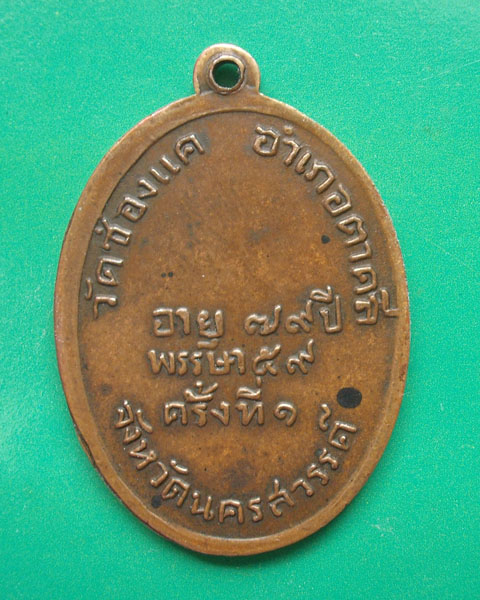 วัดช่องแค อำเภอตาคลี
อายุ ๗๙ ปี
พรรษา ๕๙
ครั้งที่ ๑
จังหวัดนครสวรรค์